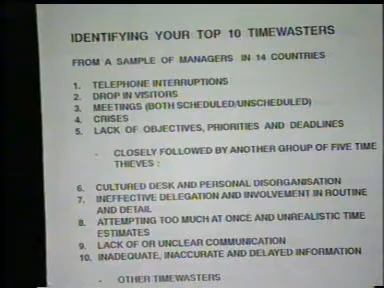 IDENTIFYING YOUR TOP 10 TIMEWASTERS
FROM A SAMPLE OF MANAGERS IN 14 COUNTRIES
1. TELEPHONE INTERRUPTIONS
2. DROP IN VISITORS
3. MEETINGS (BOTH SCHEDULED/UNSCHEDULED)
4. CRISES
5. LACK OF OBJECTIVES, PRIORITIES AND DEADLINES
- CLOSELY FOLLOWED BY ANOTHER GROUP OF FIVE TIME
THIEVES :
6. CULTURED DESK AND PERSONAL DISORGANISATION
7. INEFFECTIVE DELEGATION AND INVOLVEMENT IN ROUTINE
AND DETAIL
8. ATTEMPTING TOO MUCH AT ONCE AND UNREALISTIC TIME
ESTIMATES
9. LACK OF OR UNCLEAR COMMUNICATION
10. INADEQUATE, INACCURATE AND DELAYED INFORMATION
- OTHER TIMEWASTERS